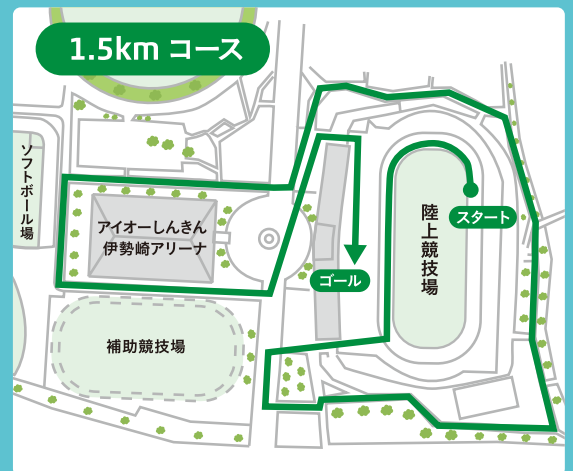 1.5km コース
ソフトボール場
アイオーしんきん
伊勢崎アリーナ
陸上競技場
スタート
ゴール
補助競技場